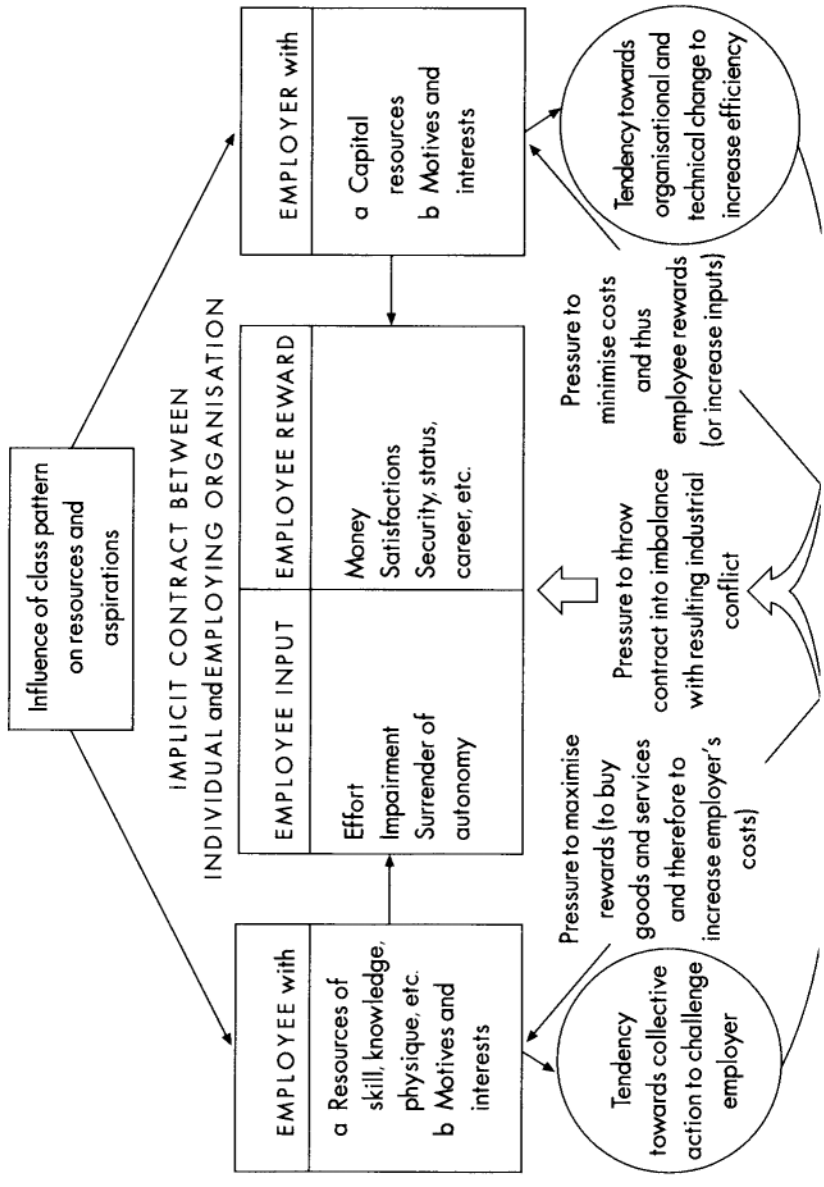 Influence of class pattern
on resources and
aspirations
IMPLICIT CONTRACT BETWEEN
INDIVIDUAL and EMPLOYING ORGANISATION
EMPLOYEE with
a Resources of
skill, knowledge,
physique, etc.
b Motives and
interests
EMPLOYEE INPUT
Effort
Impairment
Surrender of
autonomy
EMPLOYEE REWARD
Money
Satisfactions
Security, status,
career, etc.
EMPLOYER with
a Capital
resources
b Motives and
interests
Tendency
towards collective
action to challenge
employer
Pressure to maximise
rewards (to buy
goods and services
and therefore to
increase employer's
costs)
Pressure to throw
contract into imbalance
with resulting industrial
conflict
Pressure to
minimise costs
and thus
employee rewards
(or increase inputs)
Tendency towards
organisational and
technical change to
increase efficiency